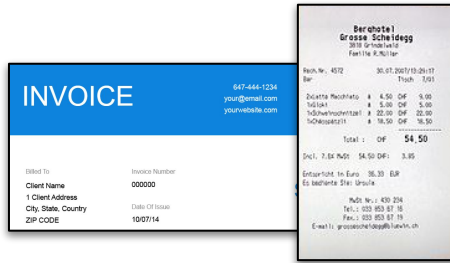 INVOICE
647-444-1234
your@email.com
yourwebsite.com
Billed To
Client Name
1 Client Address
City, State, Country
ZIP CODE
Invoice Number
000000
Date Of Issue
10/07/14
Berghotel
Grosse Scheidegg
3818 Grindelwald
Familie R.Müller
Rech.Nr. 4572 30.07.2007/13:29:17
Bar Tisch 7/01
2xLatte Macchiato à 4.50 CHF 9.00
1xGloki à 5.00 CHF 5.00
1xSchweinschnitzel à 22.00 CHF 22.00
1xChässpätzli à 18.50 CHF 18.50
Total : CHF 54.50
Incl. 7.6% MwSt 54.50 CHF: 3.85
Entspricht in Euro 36.33 EUR
Es bediente Sie: Ursula
MwSt Nr.: 430 234
Tel.: 033 853 67 16
Fax.: 033 853 67 19
E-mail: grossescheidegg@bluewin.ch